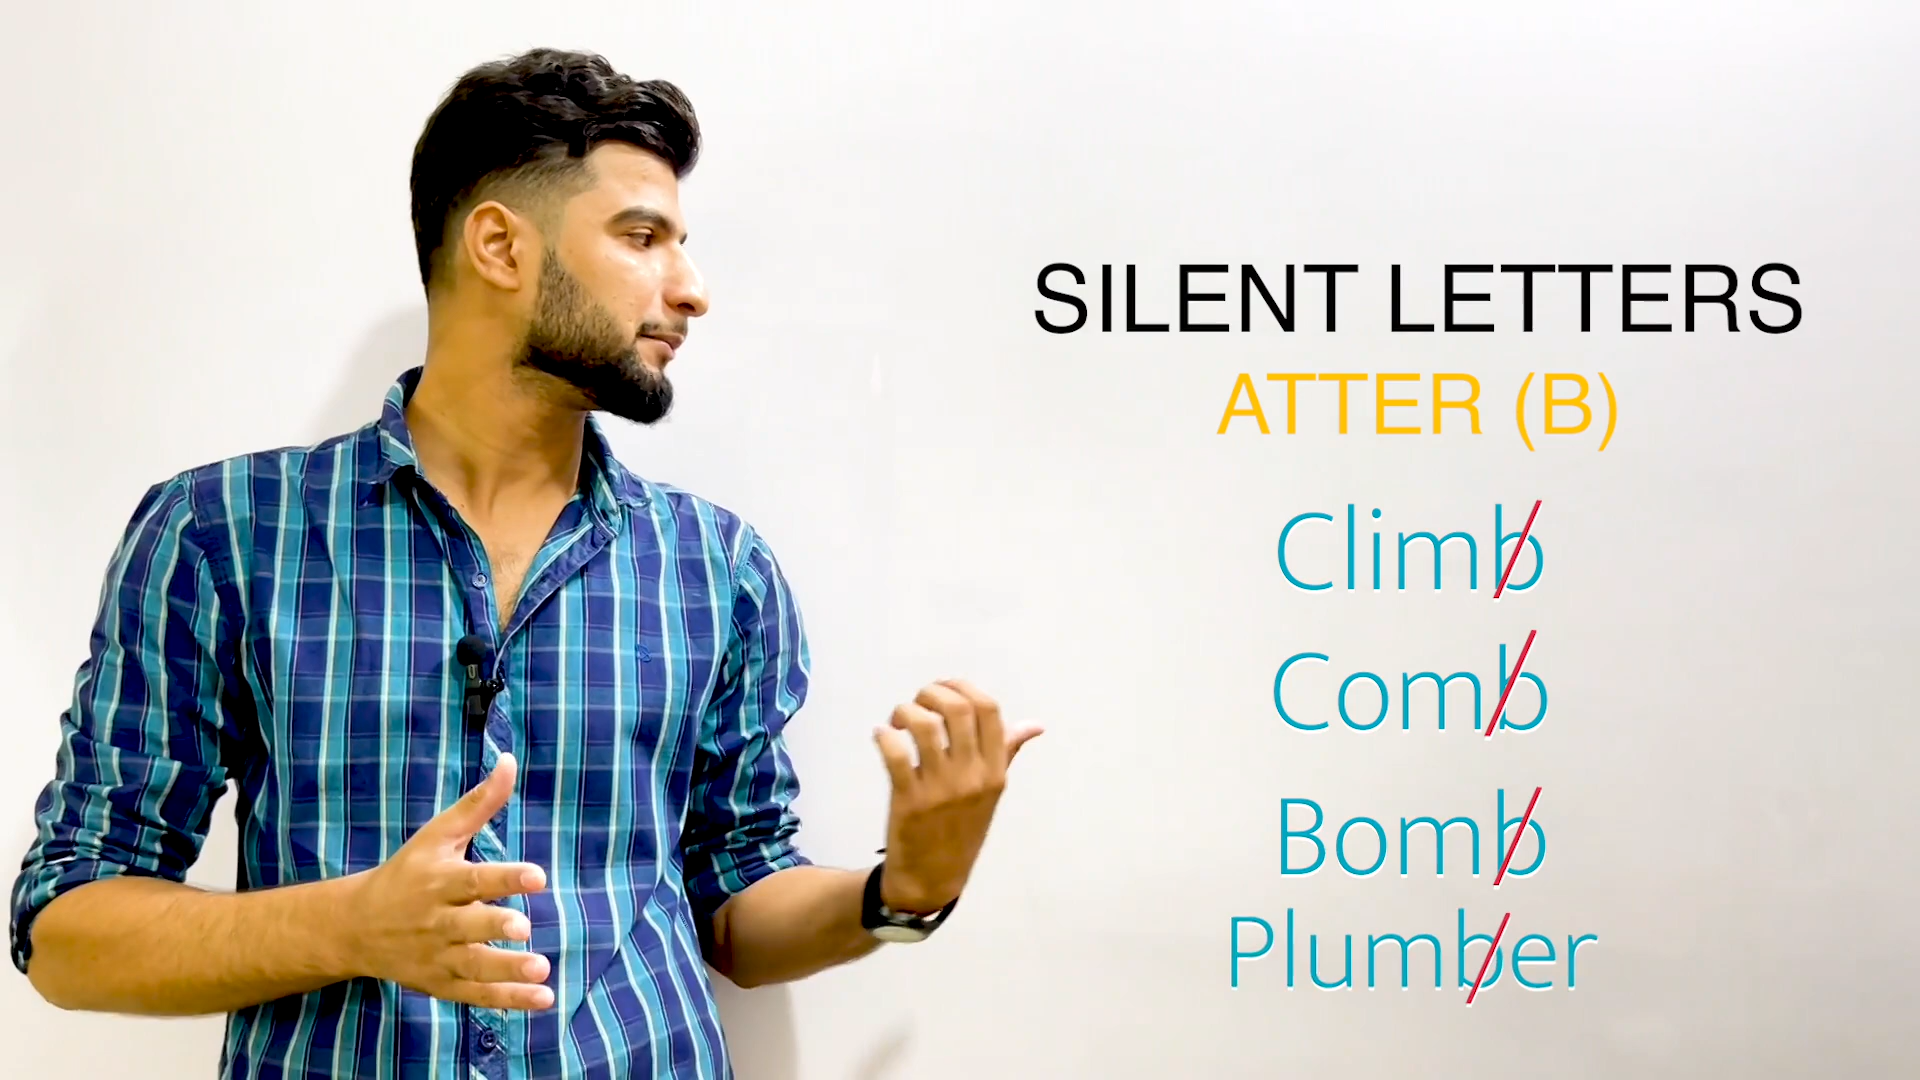 SILENT LETTERS
ATTER (B)
Climb
Comb
Bomb
Plumber